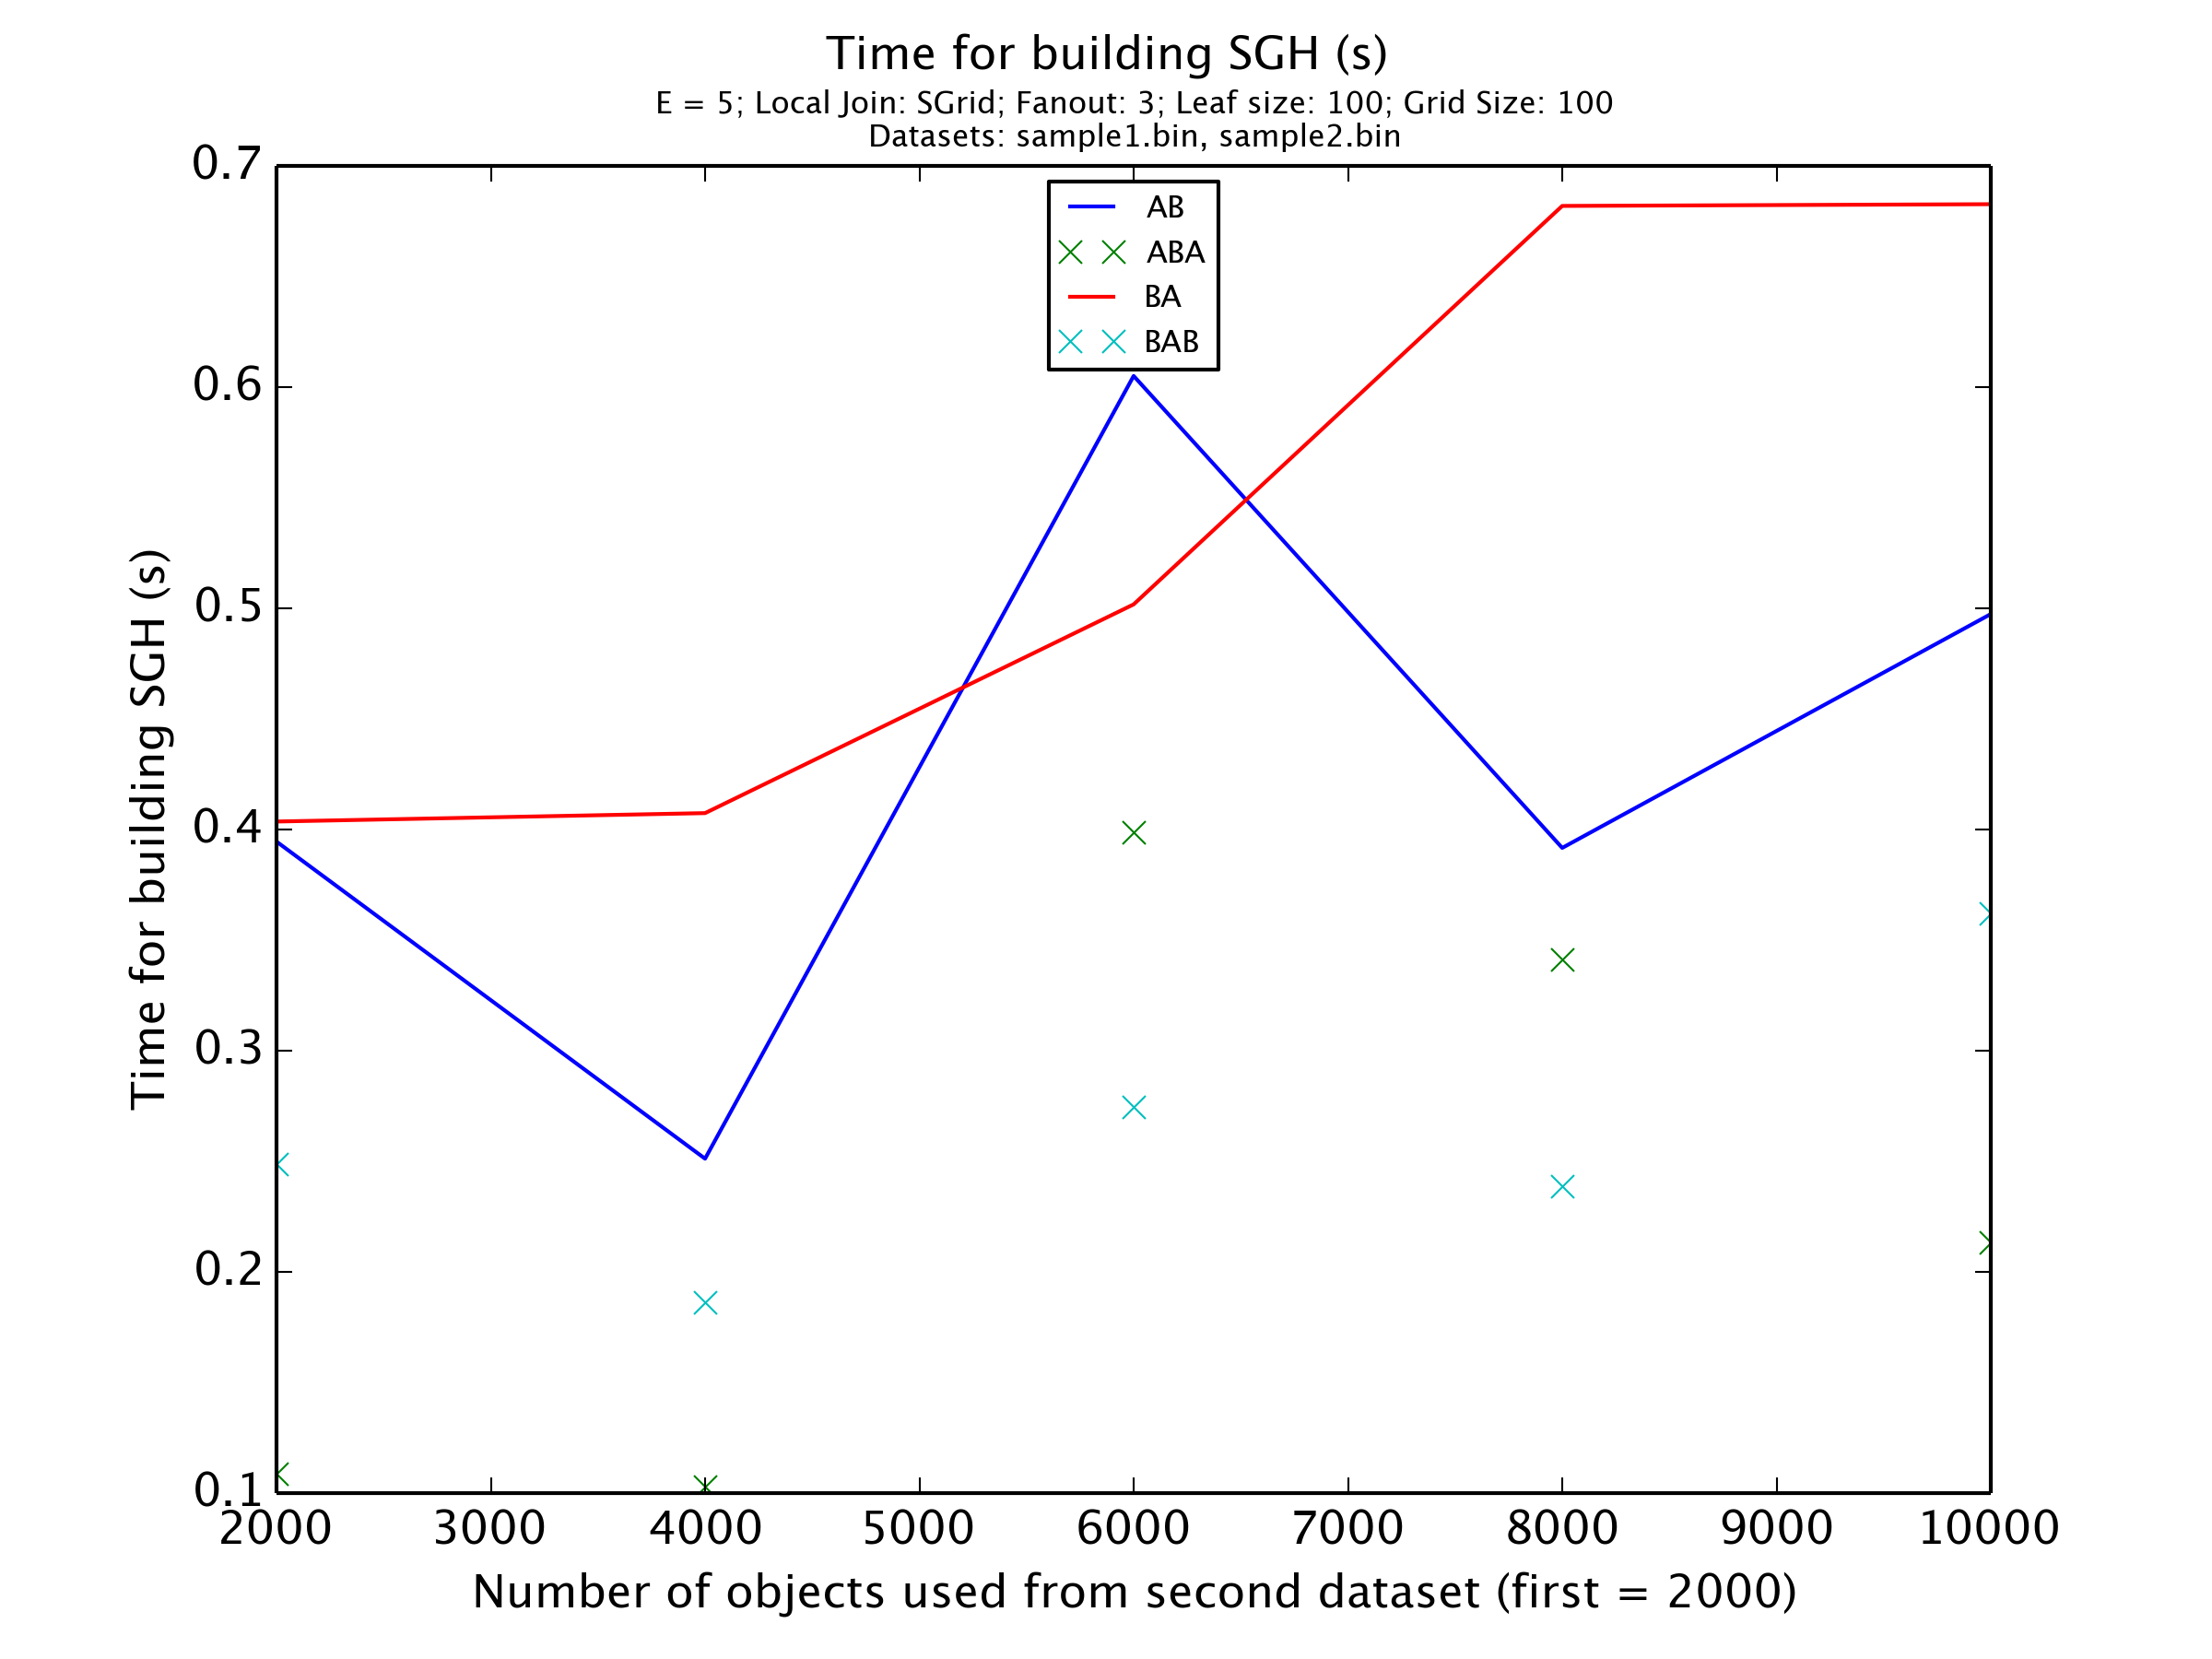 Time for building SGH (s)
E = 5; Local Join: SGrid; Fanout: 3; Leaf size: 100; Grid Size: 100
Datasets: sample1.bin, sample2.bin
AB
ABA
BA
BAB
Time for building SGH (s)
0.7
0.6
0.5
0.4
0.3
0.2
0.1
2000 3000 4000 5000 6000 7000 8000 9000 10000
Number of objects used from second dataset (first = 2000)